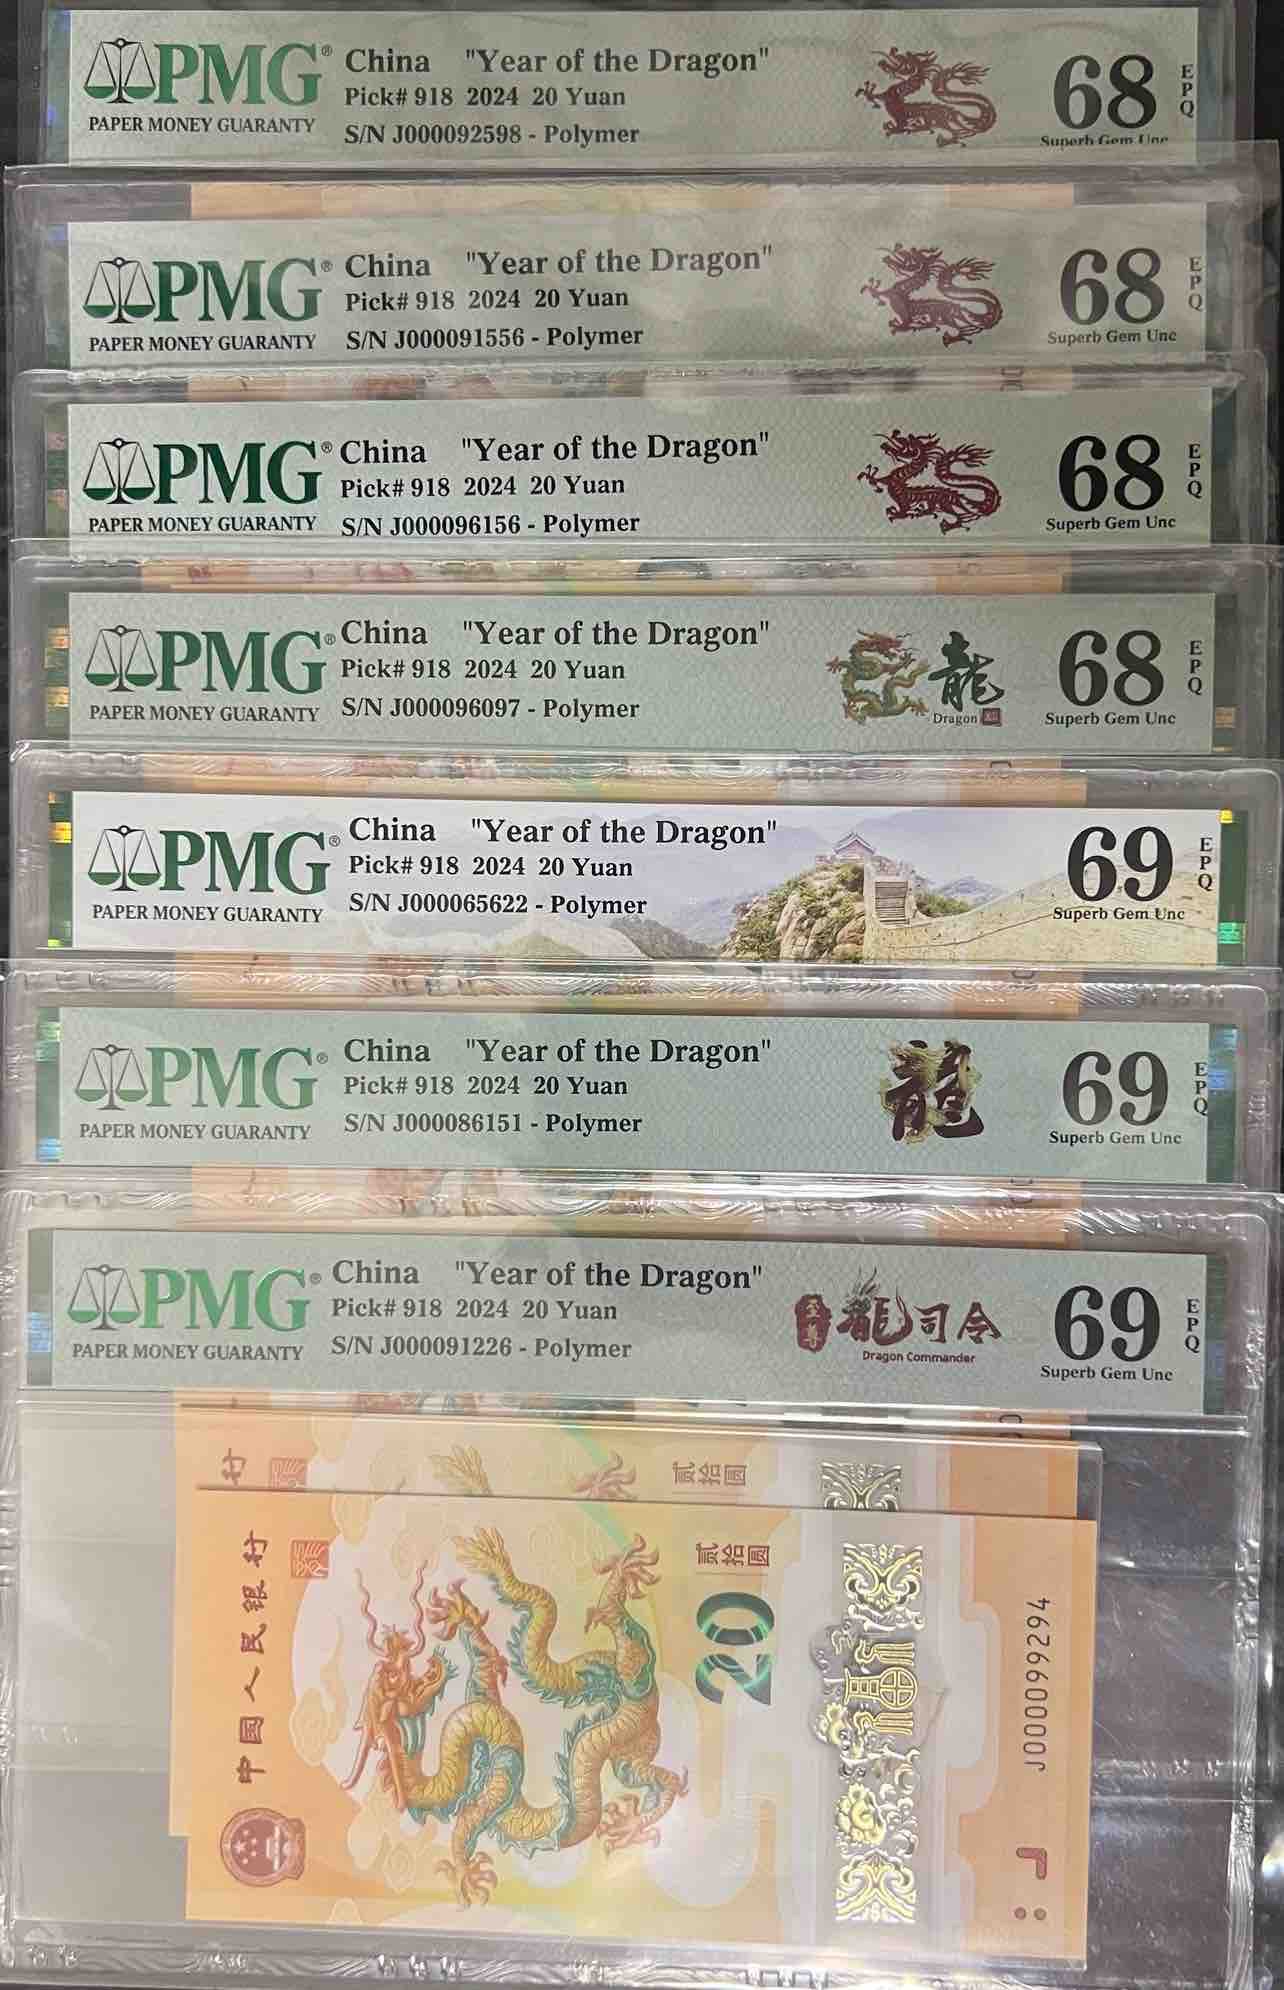 PMG® China "Year of the Dragon" 68 EPQ
Pick# 918 2024 20 Yuan
PAPER MONEY GUARANTY S/N J000092598 - Polymer Superb Gem Unc
PMG® China "Year of the Dragon" 68 EPQ
Pick# 918 2024 20 Yuan
PAPER MONEY GUARANTY S/N J000091556 - Polymer Superb Gem Unc
PMG® China "Year of the Dragon" 68 EPQ
Pick# 918 2024 20 Yuan
PAPER MONEY GUARANTY S/N J000096156 - Polymer Superb Gem Unc
PMG® China "Year of the Dragon" 龍 68 EPQ
Pick# 918 2024 20 Yuan
PAPER MONEY GUARANTY S/N J000096097 - Polymer Dragon Superb Gem Unc
PMG® China "Year of the Dragon" 69 EPQ
Pick# 918 2024 20 Yuan
PAPER MONEY GUARANTY S/N J000065622 - Polymer Superb Gem Unc
PMG® China "Year of the Dragon" 龍 69 EPQ
Pick# 918 2024 20 Yuan
PAPER MONEY GUARANTY S/N J000086151 - Polymer Superb Gem Unc
PMG® China "Year of the Dragon" 至尊 龍司令 69 EPQ
Pick# 918 2024 20 Yuan
PAPER MONEY GUARANTY S/N J000091226 - Polymer Dragon Commander Superb Gem Unc
行
贰拾圆
中国人民银行
贰拾圆
20
J000099294